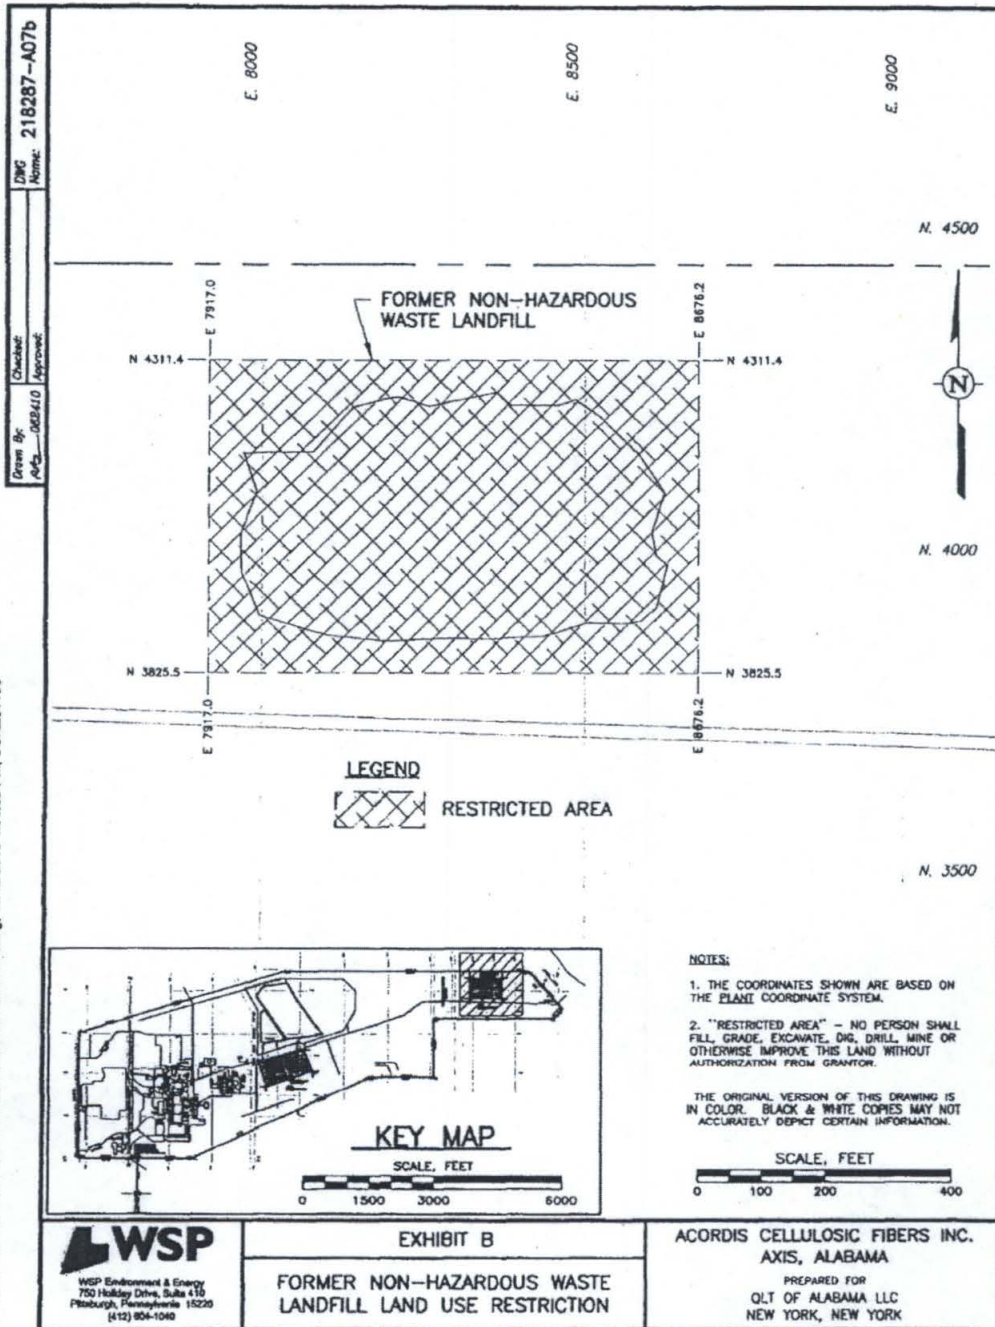 DWG Name: 218287-A07b
Checked:
Approved:
Drawn By:
082410
E. 8000
E. 8500
E. 9000
N. 4500
E 7917.0
FORMER NON-HAZARDOUS
WASTE LANDFILL
E 8676.2
N 4311.4
N 4311.4
N
N. 4000
N 3825.5
N 3825.5
E 7917.0
E 8676.2
LEGEND
RESTRICTED AREA
N. 3500
KEY MAP
SCALE, FEET
0 1500 3000 6000
NOTES:
1. THE COORDINATES SHOWN ARE BASED ON
THE PLANT COORDINATE SYSTEM.
2. "RESTRICTED AREA" – NO PERSON SHALL
FILL, GRADE, EXCAVATE, DIG, DRILL, MINE OR
OTHERWISE IMPROVE THIS LAND WITHOUT
AUTHORIZATION FROM GRANTOR.
THE ORIGINAL VERSION OF THIS DRAWING IS
IN COLOR. BLACK & WHITE COPIES MAY NOT
ACCURATELY DEPICT CERTAIN INFORMATION.
SCALE, FEET
0 100 200 400
WSP
WSP Environment & Energy
750 Holiday Drive, Suite 410
Pittsburgh, Pennsylvania 15220
(412) 604-1040
EXHIBIT B
FORMER NON-HAZARDOUS WASTE
LANDFILL LAND USE RESTRICTION
ACORDIS CELLULOSIC FIBERS INC.
AXIS, ALABAMA
PREPARED FOR
QLT OF ALABAMA LLC
NEW YORK, NEW YORK